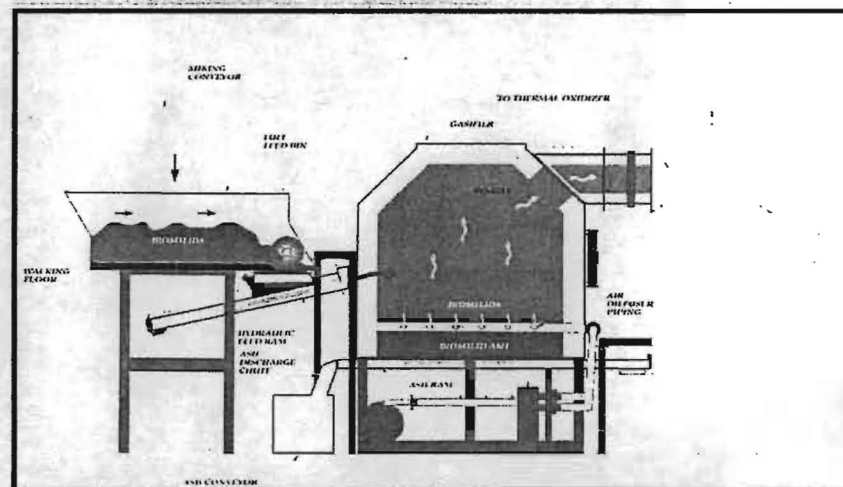 MIXING
CONVEYOR
TO THERMAL OXIDIZER
GASIFIER
FEED BIN
BIOSOLIDS
WALKING
FLOOR
BIOSOLIDS
AIR
DIFFUSER
PIPING
HYDRAULIC
FEED RAM
ASH
DISCHARGE
CHUTE
BIOSOLID ASH
ASH RAM
ASH CONVEYOR